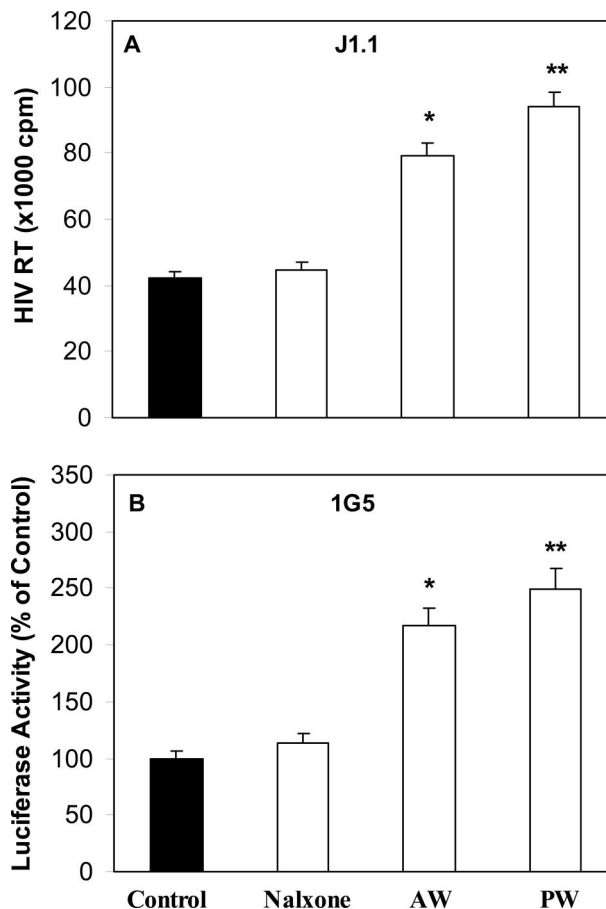 120
100
80
60
40
20
0
HIV RT (x1000 cpm)
A
J1.1
*
**
350
300
250
200
150
100
50
0
Luciferase Activity (% of Control)
B
1G5
*
**
Control
Nalxone
AW
PW